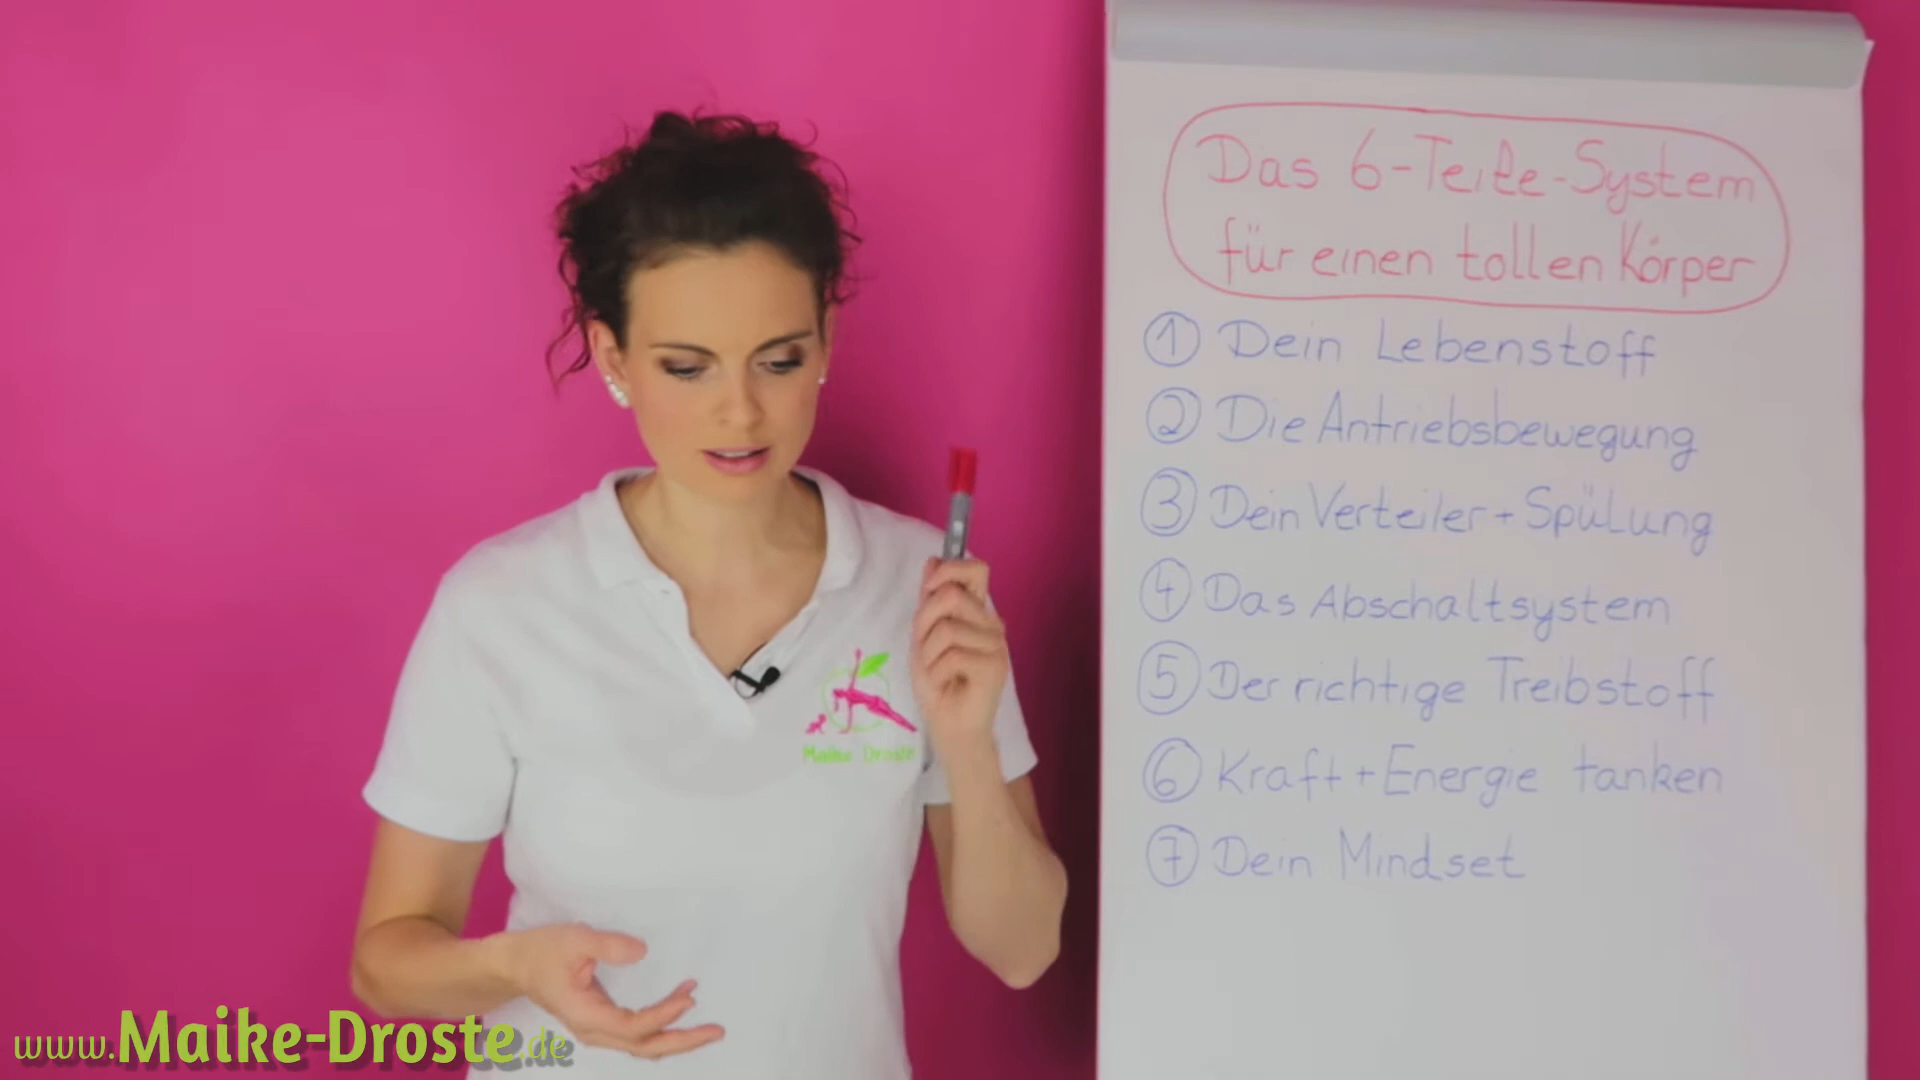 Das 6-Teile-System
für einen tollen Körper
① Dein Lebenstoff
② Die Antriebsbewegung
③ Dein Verteiler + Spülung
④ Das Abschaltsystem
⑤ Der richtige Treibstoff
⑥ Kraft + Energie tanken
⑦ Dein Mindset
Maike Droste
www.Maike-Droste.de